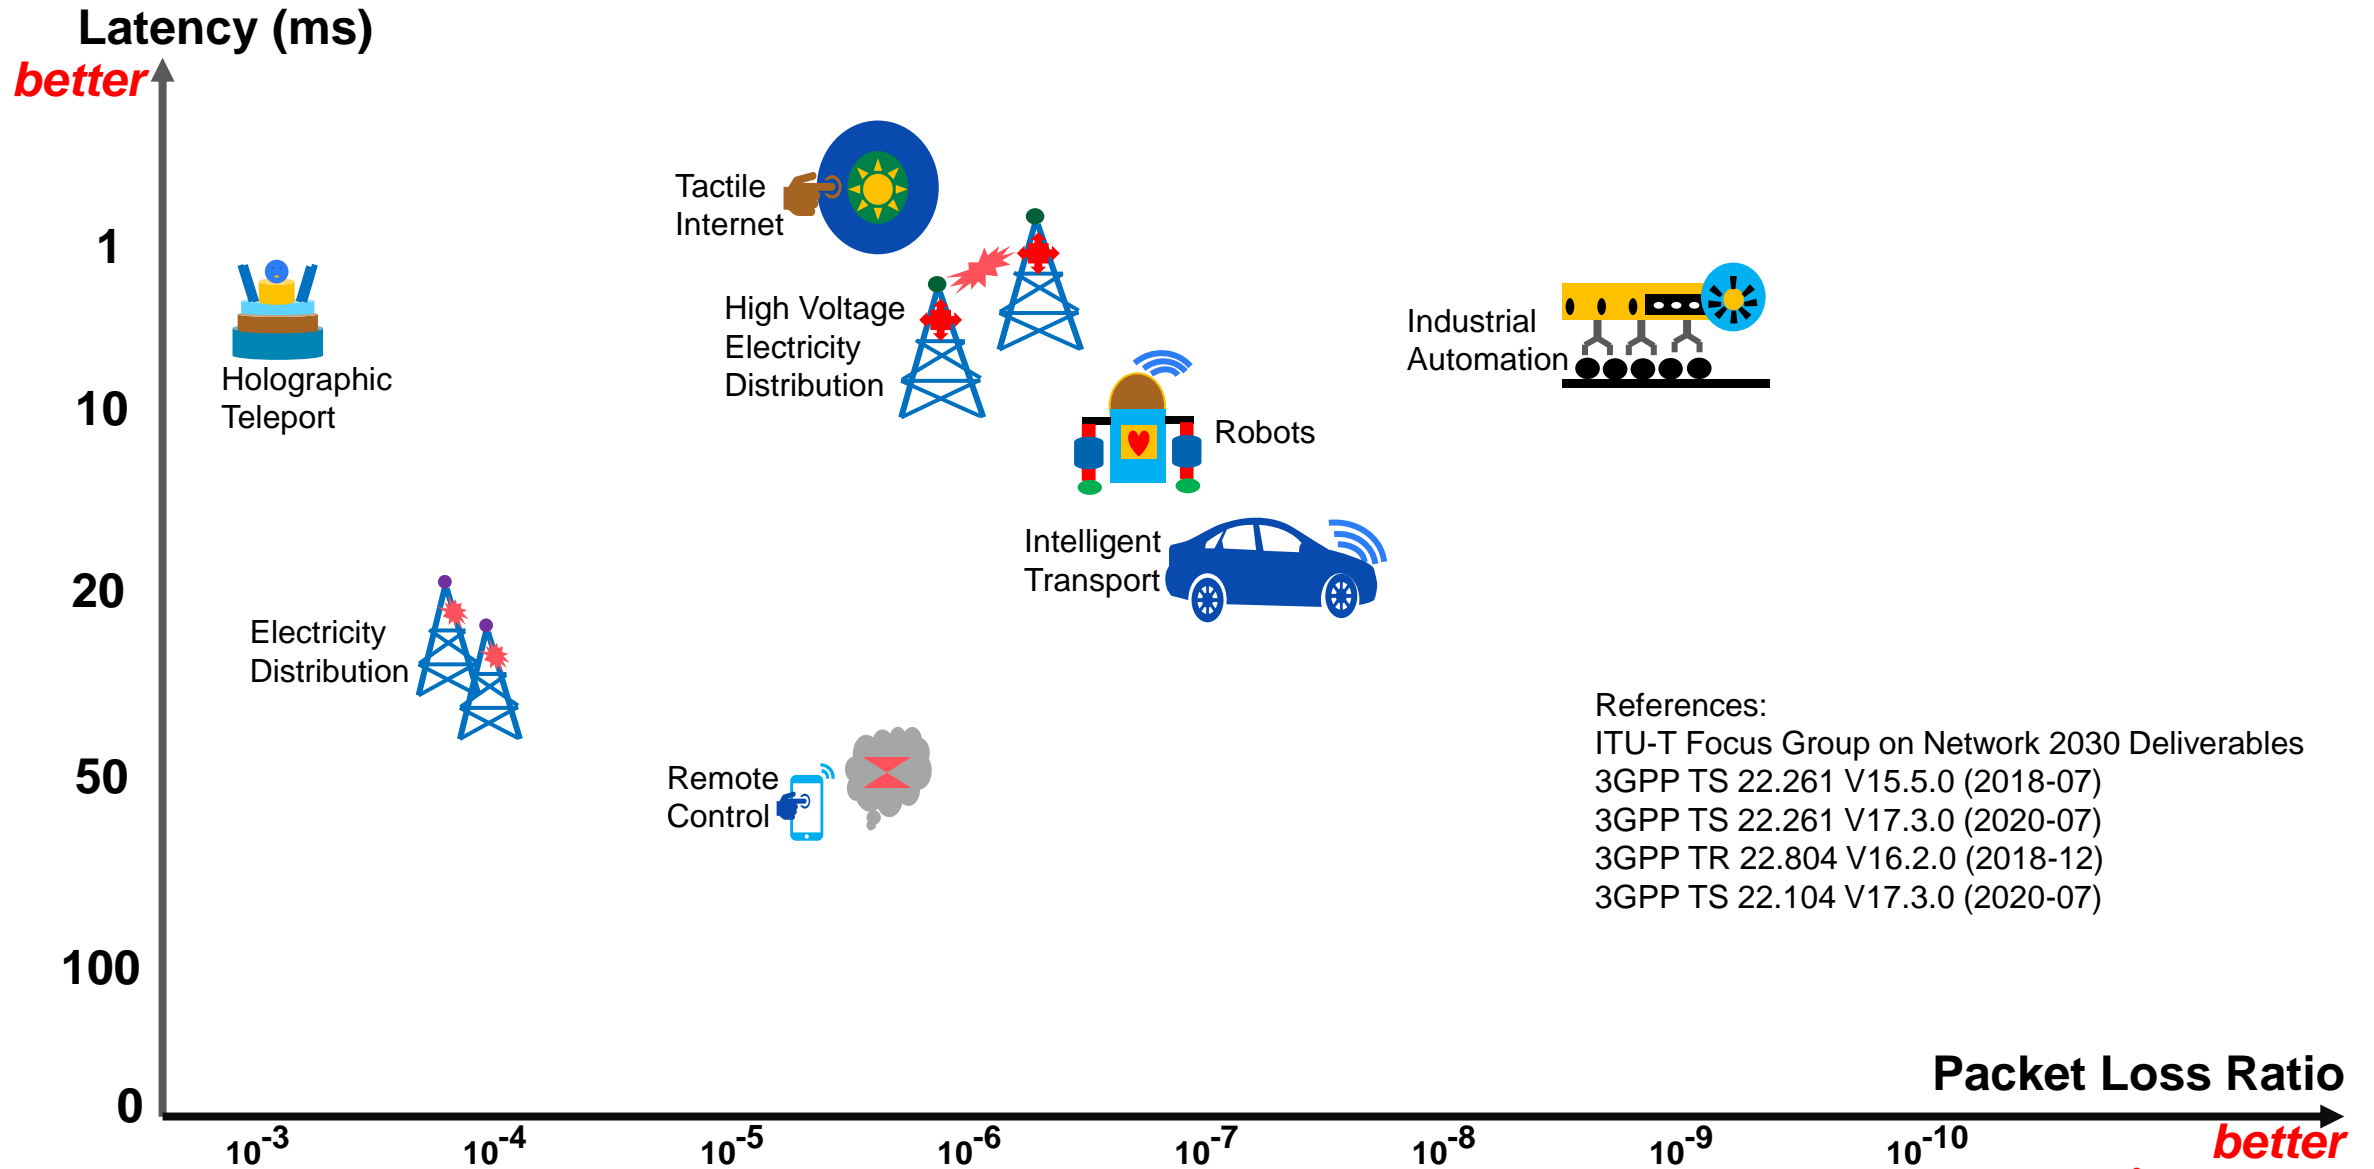 Latency (ms)
better
Tactile
Internet
1
High Voltage
Electricity
Distribution
Industrial
Automation
Holographic
Teleport
10
Robots
Intelligent
Transport
20
Electricity
Distribution
References:
ITU-T Focus Group on Network 2030 Deliverables
3GPP TS 22.261 V15.5.0 (2018-07)
3GPP TS 22.261 V17.3.0 (2020-07)
3GPP TR 22.804 V16.2.0 (2018-12)
3GPP TS 22.104 V17.3.0 (2020-07)
50
Remote
Control
100
Packet Loss Ratio
0
10-3 10-4 10-5 10-6 10-7 10-8 10-9 10-10
better